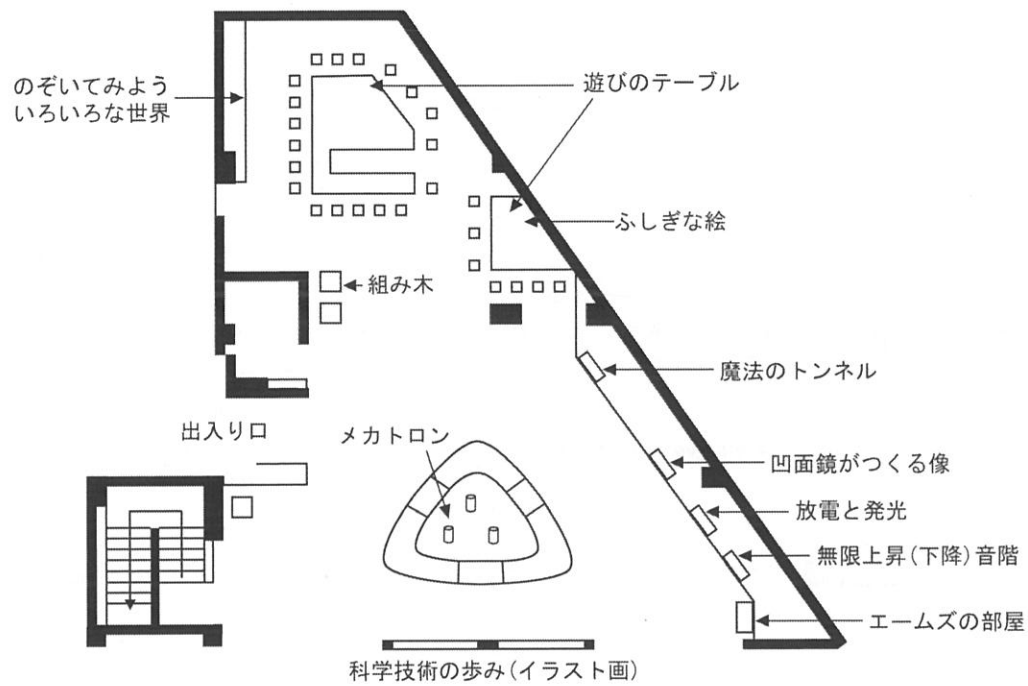 のぞいてみよう
いろいろな世界
遊びのテーブル
ふしぎな絵
組み木
魔法のトンネル
出入り口
メカトロン
凹面鏡がつくる像
放電と発光
無限上昇(下降)音階
エームズの部屋
科学技術の歩み(イラスト画)